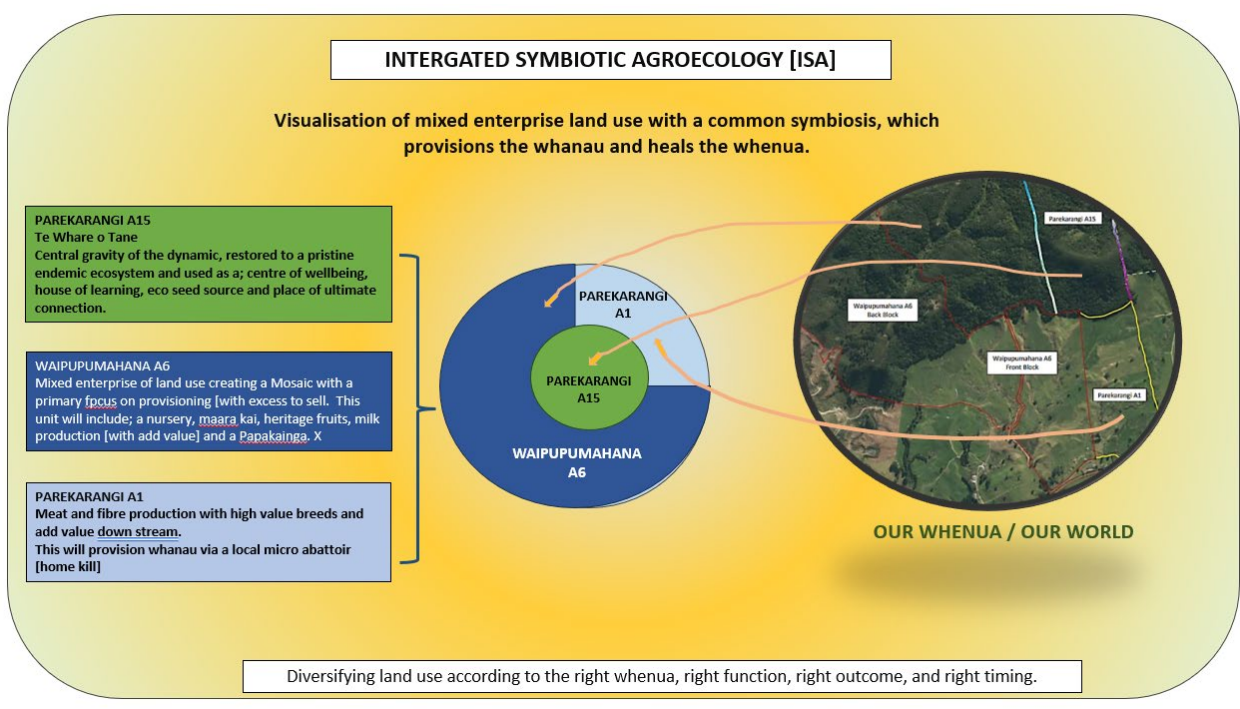 INTERGATED SYMBIOTIC AGROECOLOGY [ISA]
Visualisation of mixed enterprise land use with a common symbiosis, which
provisions the whanau and heals the whenua.
PAREKARANGI A15
Te Whare o Tane
Central gravity of the dynamic, restored to a pristine
endemic ecosystem and used as a; centre of wellbeing,
house of learning, eco seed source and place of ultimate
connection.
WAIPUPUMAHANA A6
Mixed enterprise of land use creating a Mosaic with a
primary fpcus on provisioning [with excess to sell.  This
unit will include; a nursery, maara kai, heritage fruits, milk
production [with add value] and a Papakainga. X
PAREKARANGI A1
Meat and fibre production with high value breeds and
add value down stream.
This will provision whanau via a local micro abattoir
[home kill]
PAREKARANGI
A1
PAREKARANGI
A15
WAIPUPUMAHANA
A6
Parekarangi A15
Waipupumahana A6
Back Block
Waipupumahana A6
Front Block
Parekarangi A1
OUR WHENUA / OUR WORLD
Diversifying land use according to the right whenua, right function, right outcome, and right timing.